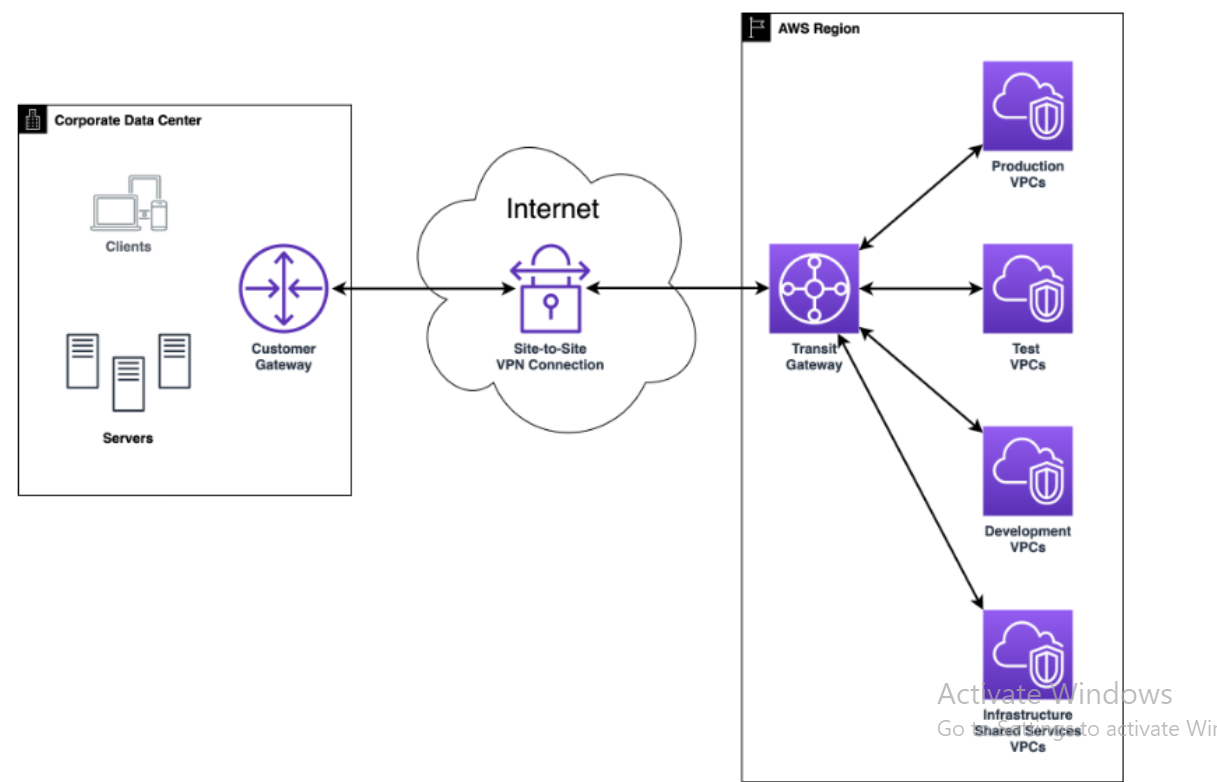 AWS Region
Corporate Data Center
Clients
Servers
Customer
Gateway
Internet
Site-to-Site
VPN Connection
Transit
Gateway
Production
VPCs
Test
VPCs
Development
VPCs
Infrastructure
Shared Services
VPCs
Activate Windows
Go to Settings to activate